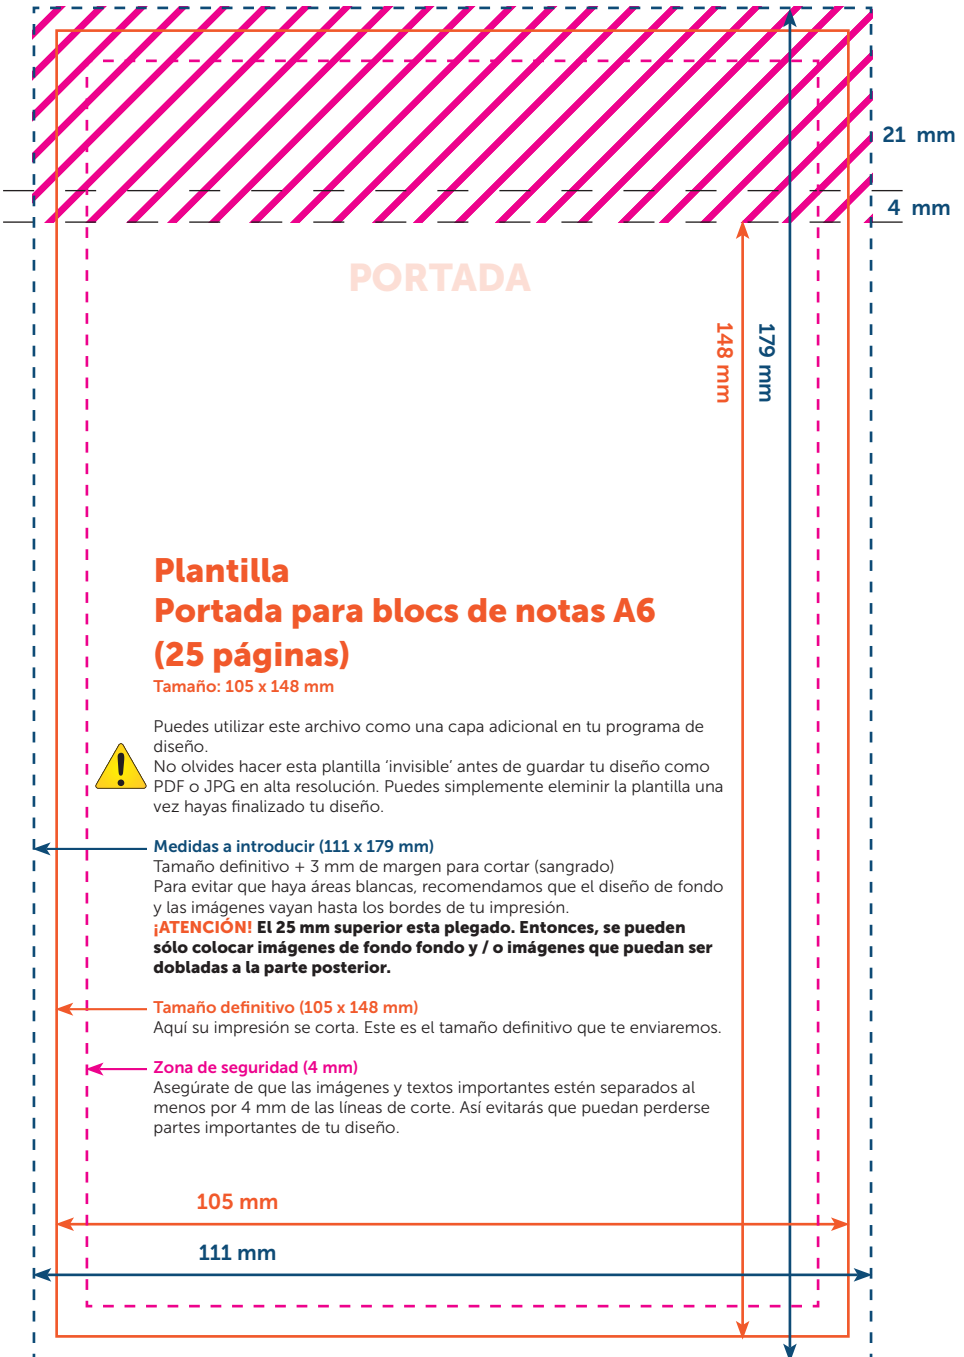 21 mm
4 mm
PORTADA
148 mm
179 mm
Plantilla
Portada para blocs de notas A6
(25 páginas)
Tamaño: 105 x 148 mm
Puedes utilizar este archivo como una capa adicional en tu programa de
diseño.
No olvides hacer esta plantilla ‘invisible’ antes de guardar tu diseño como
PDF o JPG en alta resolución. Puedes simplemente eleminir la plantilla una
vez hayas finalizado tu diseño.
Medidas a introducir (111 x 179 mm)
Tamaño definitivo + 3 mm de margen para cortar (sangrado)
Para evitar que haya áreas blancas, recomendamos que el diseño de fondo
y las imágenes vayan hasta los bordes de tu impresión.
¡ATENCIÓN! El 25 mm superior esta plegado. Entonces, se pueden
sólo colocar imágenes de fondo fondo y / o imágenes que puedan ser
dobladas a la parte posterior.
Tamaño definitivo (105 x 148 mm)
Aquí su impresión se corta. Este es el tamaño definitivo que te enviaremos.
Zona de seguridad (4 mm)
Asegúrate de que las imágenes y textos importantes estén separados al
menos por 4 mm de las líneas de corte. Así evitarás que puedan perderse
partes importantes de tu diseño.
105 mm
111 mm